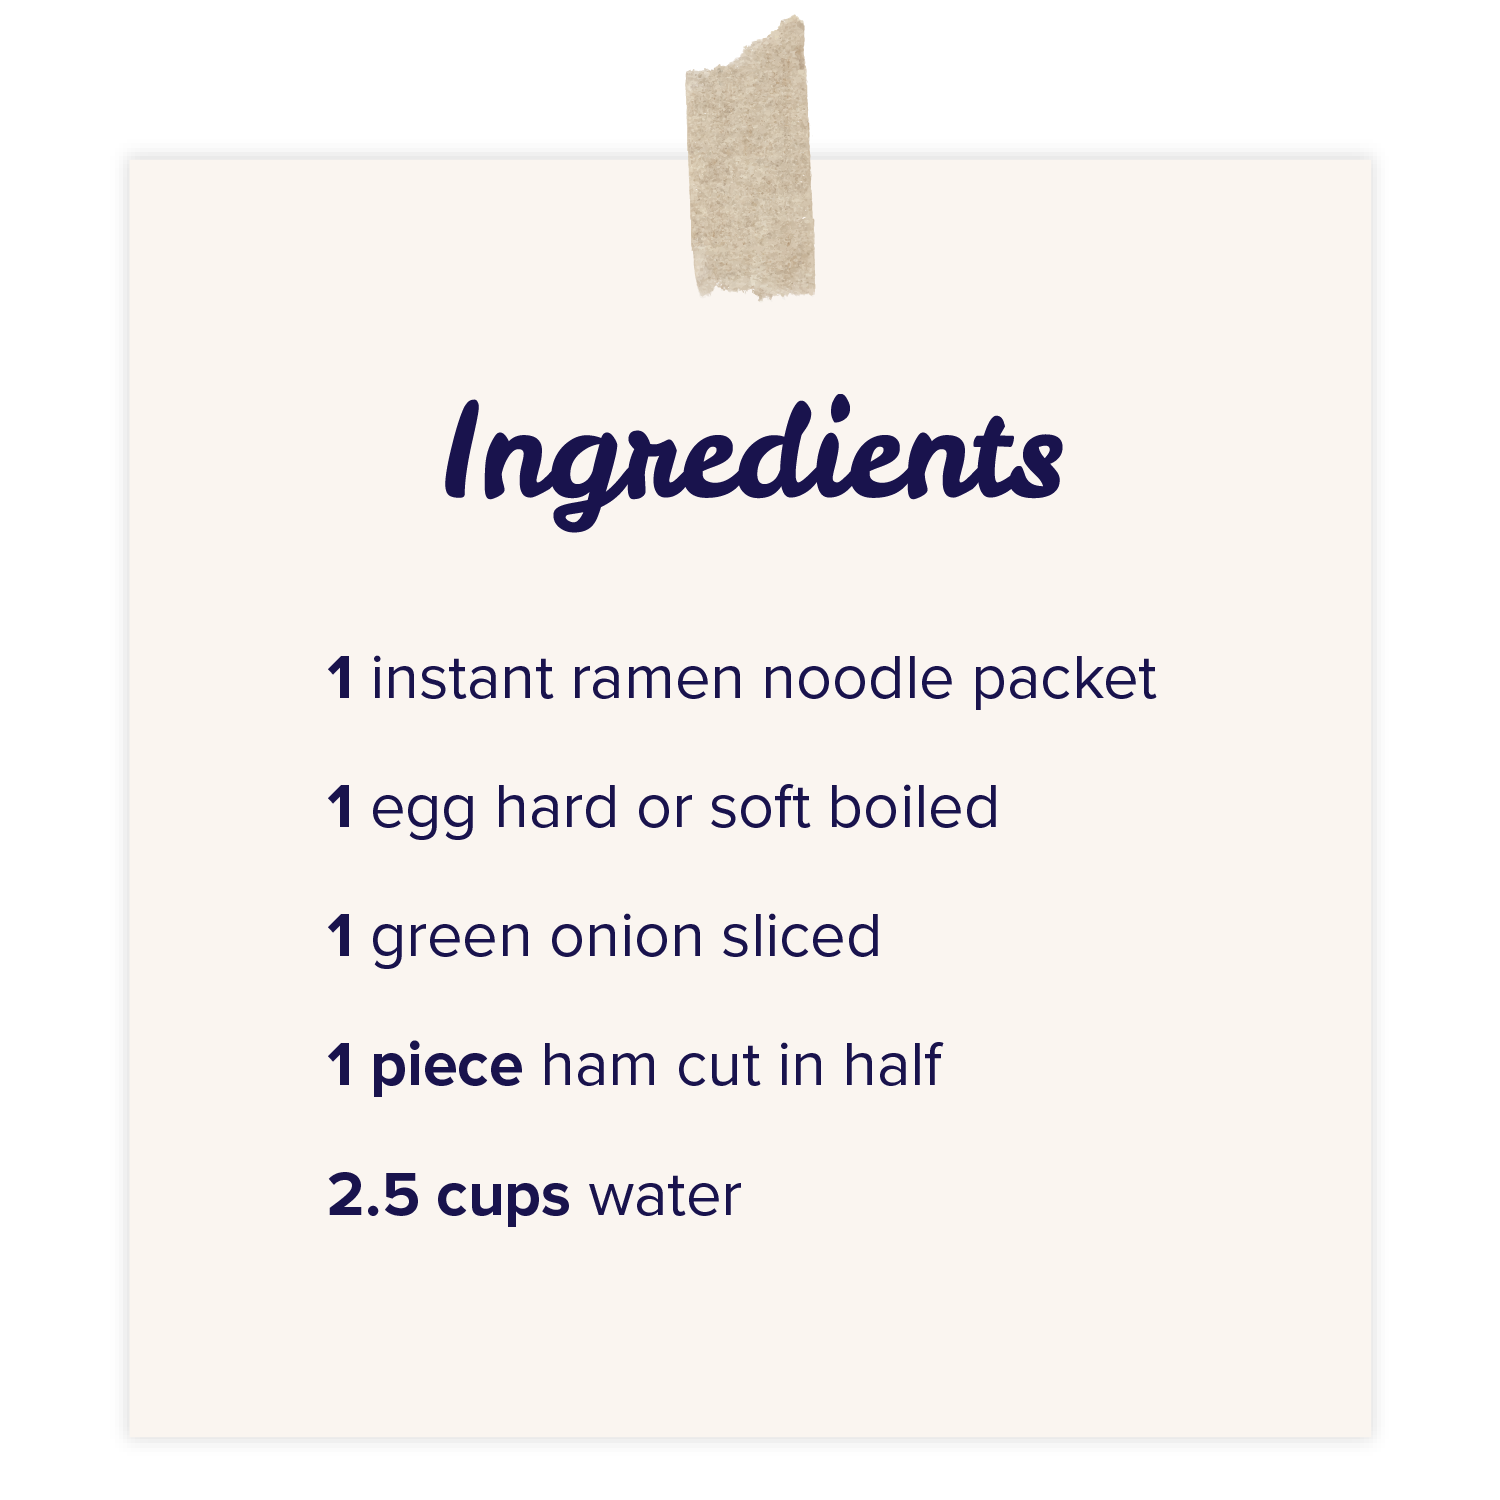 Ingredients
1 instant ramen noodle packet
1 egg hard or soft boiled
1 green onion sliced
1 piece ham cut in half
2.5 cups water